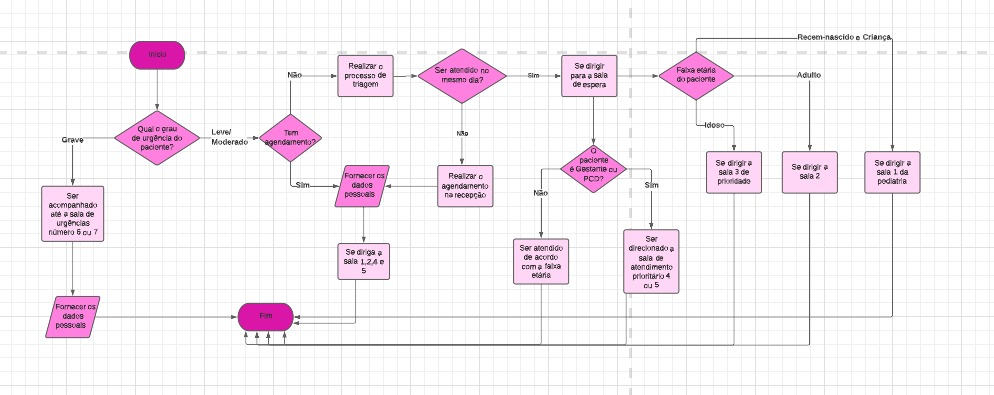 Início
Qual o grau
de urgência do
paciente?
Grave
Ser
acompanhado
até a sala de
urgências
número 6 ou 7
Fornecer os
dados
pessoais
Leve/
Moderado
Tem
agendamento?
Não
Realizar o
processo de
triagem
Sim
Fornecer os
dados
pessoais
Se diriga a
sala 1,2,4 e
5
Ser atendido no
mesmo dia?
Não
Realizar o
agendamento
na recepção
Sim
Se dirigir
para a sala
de espera
O
paciente
é Gestante ou
PCD?
Não
Ser atendido
de acordo
com a faixa
etária
Sim
Ser
direcionado a
sala de
atendimento
prioritário 4
ou 5
Faixa etária
do paciente
Idoso
Se dirigir a
sala 3 de
prioridade
Adulto
Se dirigir a
sala 2
Recem-nascido e Criança
Se dirigir a
sala 1 da
pediatria
Fim